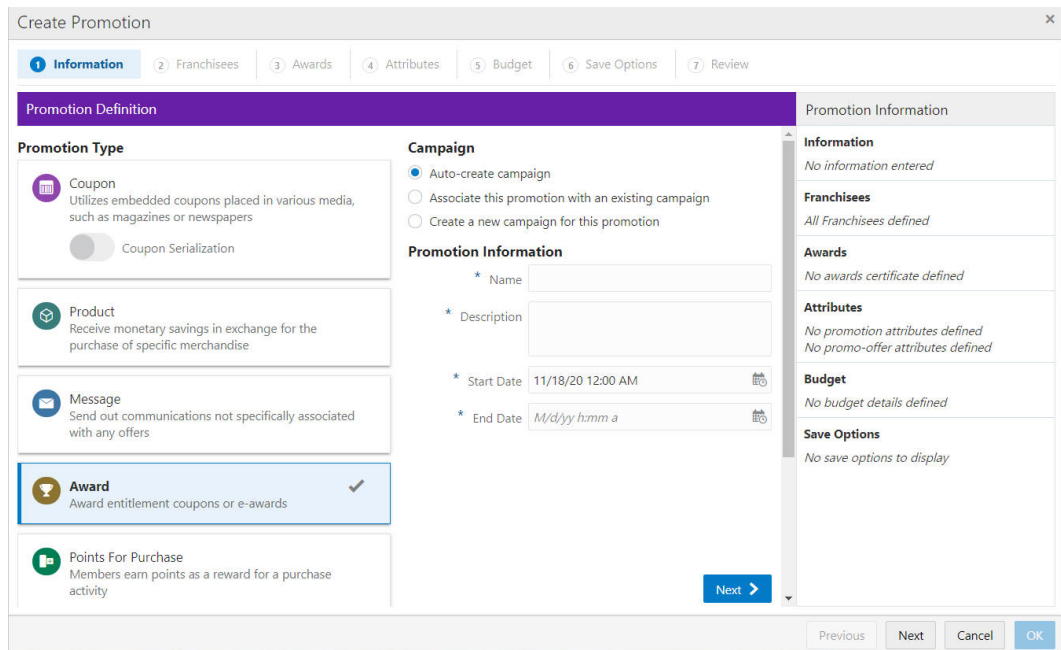 Create Promotion
×
1 Information
2 Franchisees
3 Awards
4 Attributes
5 Budget
6 Save Options
7 Review
Promotion Definition
Promotion Type
Coupon
Utilizes embedded coupons placed in various media,
such as magazines or newspapers
Coupon Serialization
Product
Receive monetary savings in exchange for the
purchase of specific merchandise
Message
Send out communications not specifically associated
with any offers
Award
Award entitlement coupons or e-awards
Points For Purchase
Members earn points as a reward for a purchase
activity
Campaign
Auto-create campaign
Associate this promotion with an existing campaign
Create a new campaign for this promotion
Promotion Information
* Name
* Description
* Start Date 11/18/20 12:00 AM
* End Date M/d/yy h:mm a
Next
Promotion Information
Information
No information entered
Franchisees
All Franchisees defined
Awards
No awards certificate defined
Attributes
No promotion attributes defined
No promo-offer attributes defined
Budget
No budget details defined
Save Options
No save options to display
Previous
Next
Cancel
OK